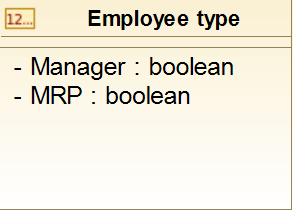 12... Employee type
- Manager : boolean
- MRP : boolean